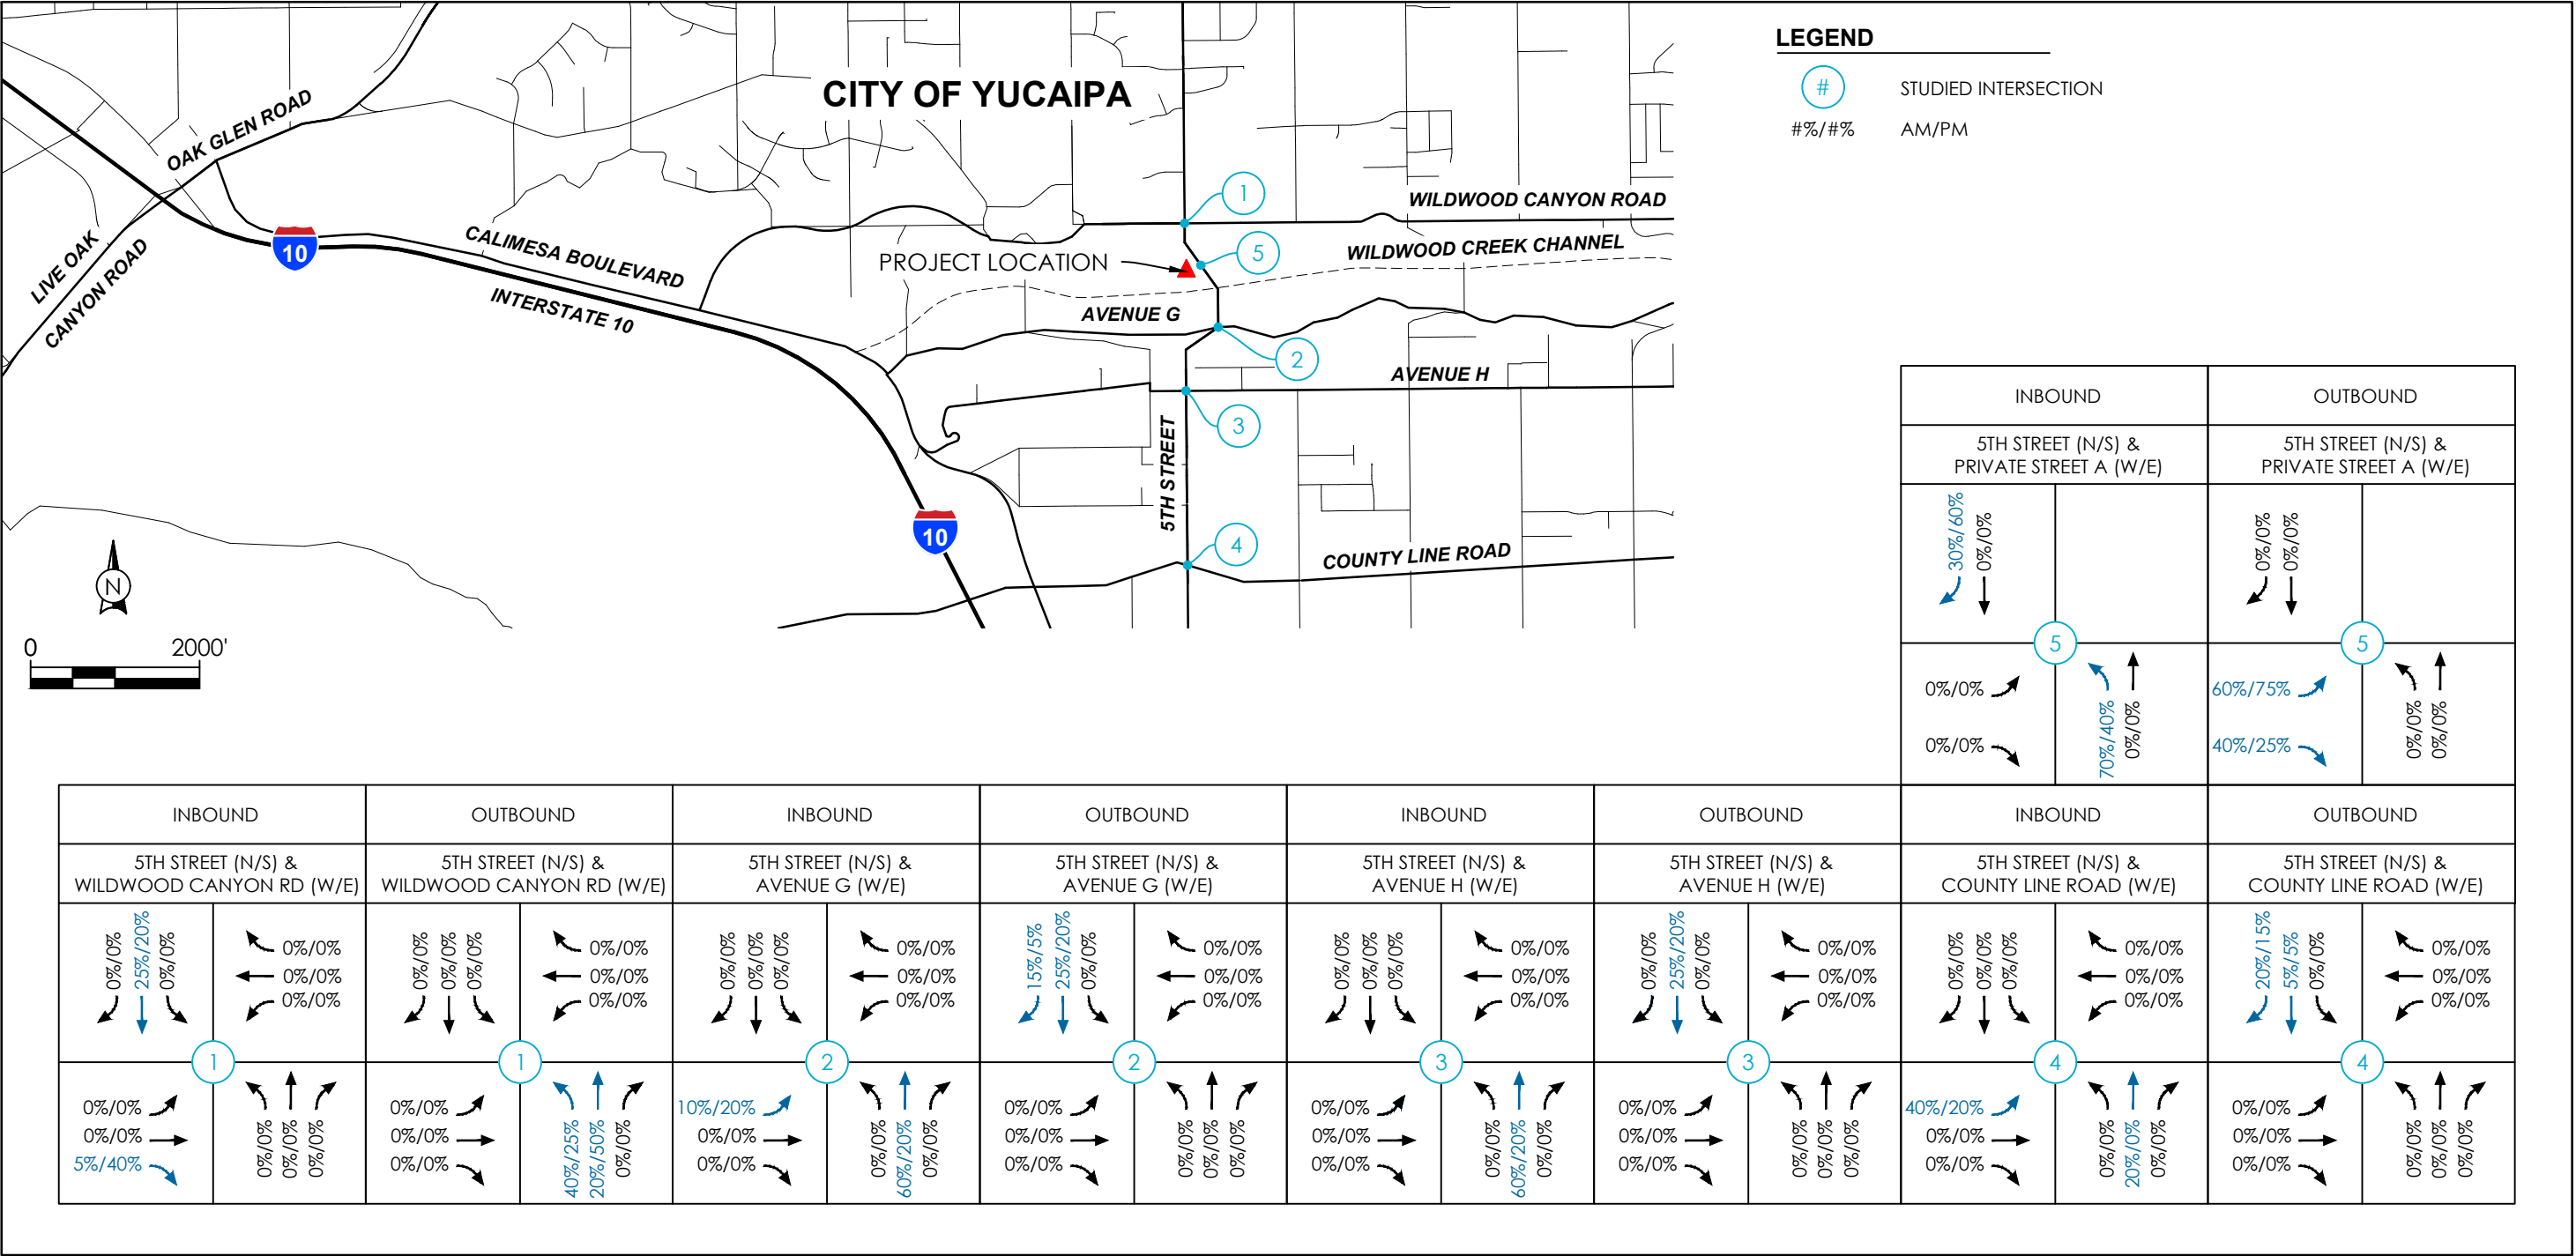 CITY OF YUCAIPA
OAK GLEN ROAD
LIVE OAK
CANYON ROAD
10
CALIMESA BOULEVARD
INTERSTATE 10
PROJECT LOCATION
WILDWOOD CANYON ROAD
WILDWOOD CREEK CHANNEL
AVENUE G
AVENUE H
5TH STREET
COUNTY LINE ROAD
10
1
5
2
3
4
N
0 2000'
LEGEND
# STUDIED INTERSECTION
#%/#% AM/PM
INBOUND
5TH STREET (N/S) &
PRIVATE STREET A (W/E)
30%/60%
0%/0%
5
0%/0%
0%/0%
70%/40%
0%/0%
OUTBOUND
5TH STREET (N/S) &
PRIVATE STREET A (W/E)
0%/0%
0%/0%
5
60%/75%
40%/25%
0%/0%
0%/0%
INBOUND
5TH STREET (N/S) &
WILDWOOD CANYON RD (W/E)
0%/0%
25%/20%
0%/0%
0%/0%
0%/0%
0%/0%
1
0%/0%
0%/0%
5%/40%
0%/0%
0%/0%
0%/0%
OUTBOUND
5TH STREET (N/S) &
WILDWOOD CANYON RD (W/E)
0%/0%
0%/0%
0%/0%
0%/0%
0%/0%
0%/0%
1
0%/0%
0%/0%
0%/0%
40%/25%
20%/50%
0%/0%
INBOUND
5TH STREET (N/S) &
AVENUE G (W/E)
0%/0%
0%/0%
0%/0%
0%/0%
0%/0%
0%/0%
2
10%/20%
0%/0%
0%/0%
0%/0%
60%/20%
0%/0%
OUTBOUND
5TH STREET (N/S) &
AVENUE G (W/E)
15%/5%
25%/20%
0%/0%
0%/0%
0%/0%
0%/0%
2
0%/0%
0%/0%
0%/0%
0%/0%
0%/0%
0%/0%
INBOUND
5TH STREET (N/S) &
AVENUE H (W/E)
0%/0%
0%/0%
0%/0%
0%/0%
0%/0%
0%/0%
3
0%/0%
0%/0%
0%/0%
0%/0%
60%/20%
0%/0%
OUTBOUND
5TH STREET (N/S) &
AVENUE H (W/E)
0%/0%
25%/20%
0%/0%
0%/0%
0%/0%
0%/0%
3
0%/0%
0%/0%
0%/0%
0%/0%
0%/0%
0%/0%
INBOUND
5TH STREET (N/S) &
COUNTY LINE ROAD (W/E)
0%/0%
0%/0%
0%/0%
0%/0%
0%/0%
0%/0%
4
40%/20%
0%/0%
0%/0%
0%/0%
20%/0%
0%/0%
OUTBOUND
5TH STREET (N/S) &
COUNTY LINE ROAD (W/E)
20%/15%
5%/5%
0%/0%
0%/0%
0%/0%
0%/0%
4
0%/0%
0%/0%
0%/0%
0%/0%
0%/0%
0%/0%